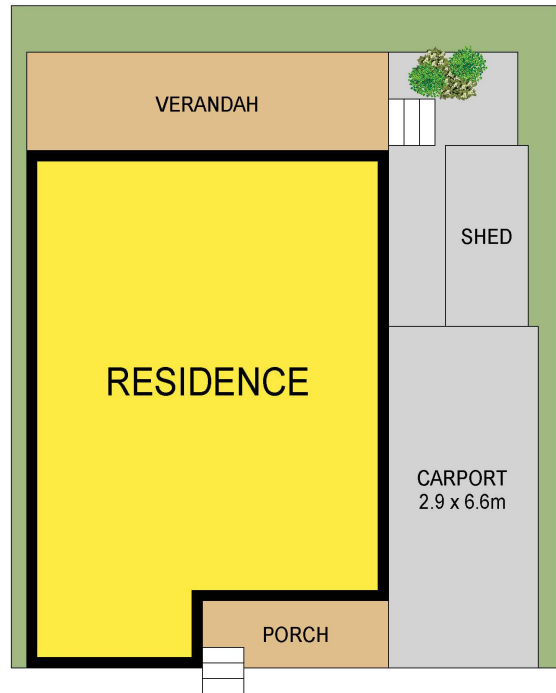 VERANDAH
SHED
RESIDENCE
CARPORT
2.9 x 6.6m
PORCH